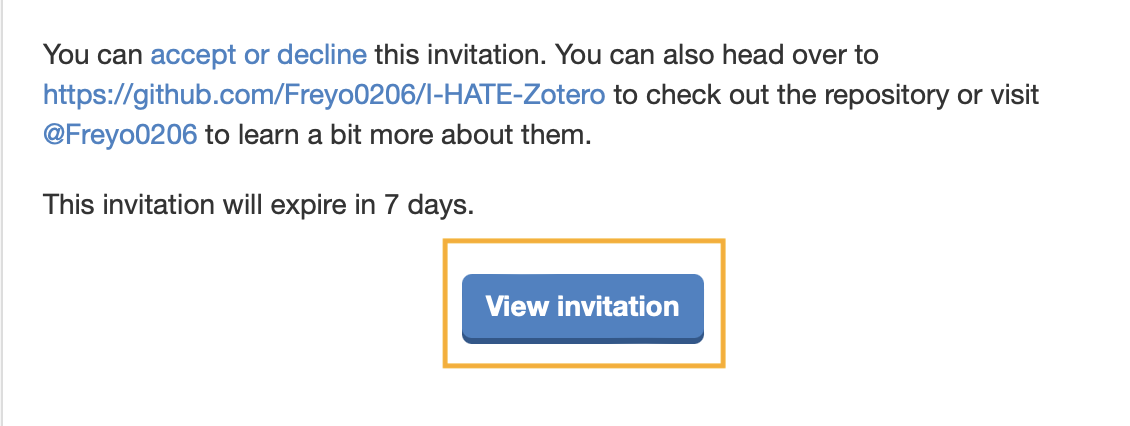 You can accept or decline this invitation. You can also head over to
https://github.com/Freyo0206/I-HATE-Zotero to check out the repository or visit
@Freyo0206 to learn a bit more about them.
This invitation will expire in 7 days.
View invitation